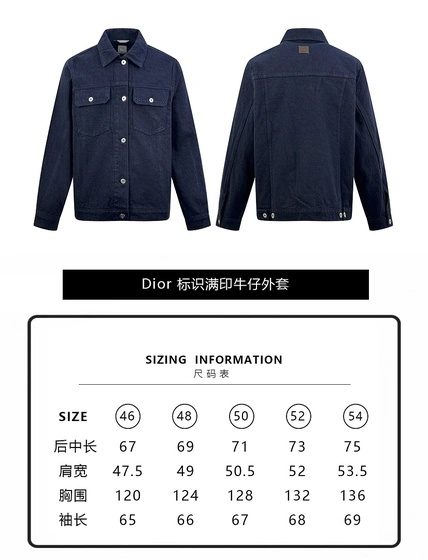 Dior 标识满印牛仔外套
SIZING INFORMATION
尺码表
SIZE 46 48 50 52 54
后中长 67 69 71 73 75
肩宽 47.5 49 50.5 52 53.5
胸围 120 124 128 132 136
袖长 65 66 67 68 69